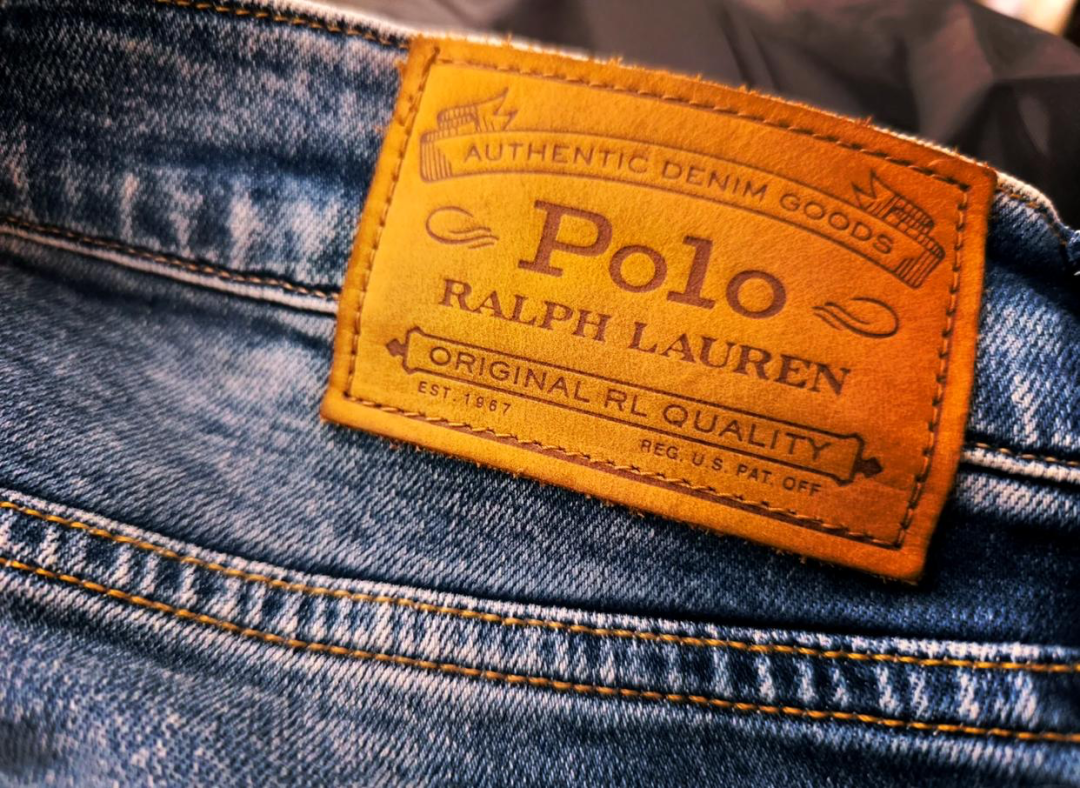 AUTHENTIC DENIM GOODS
Polo
RALPH LAUREN
ORIGINAL RL QUALITY
EST. 1967
REG. U.S. PAT. OFF